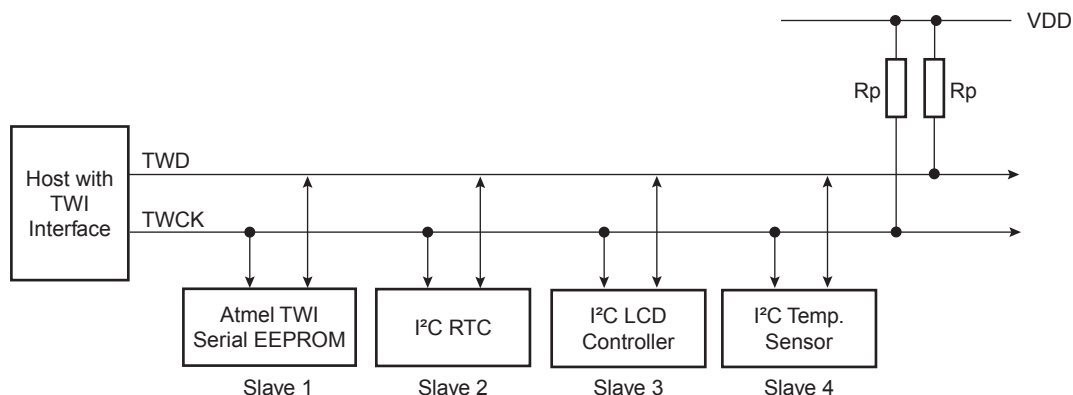 VDD
Rp
Rp
Host with
TWI
Interface
TWD
TWCK
Atmel TWI
Serial EEPROM
I²C RTC
I²C LCD
Controller
I²C Temp.
Sensor
Slave 1
Slave 2
Slave 3
Slave 4